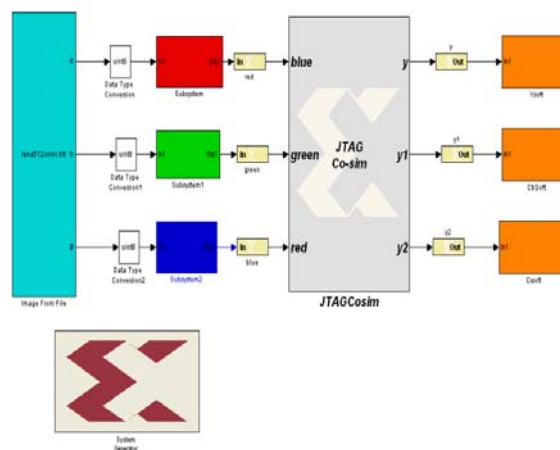 R
uint8
Data Type
Conversion
In1
Out1
Subsystem
In
red
blue
y
y
Out
In1
Ysoft
lena512color.tiff
G
uint8
Data Type
Conversion1
In1
Out1
Subsystem1
In
green
green
JTAG
Co-sim
y1
y1
Out
In1
CbSoft
B
uint8
Data Type
Conversion2
In1
Subsystem2
In
blue
red
y2
y2
Out
In1
Crsoft
Image From File
JTAGCosim
System
Generator